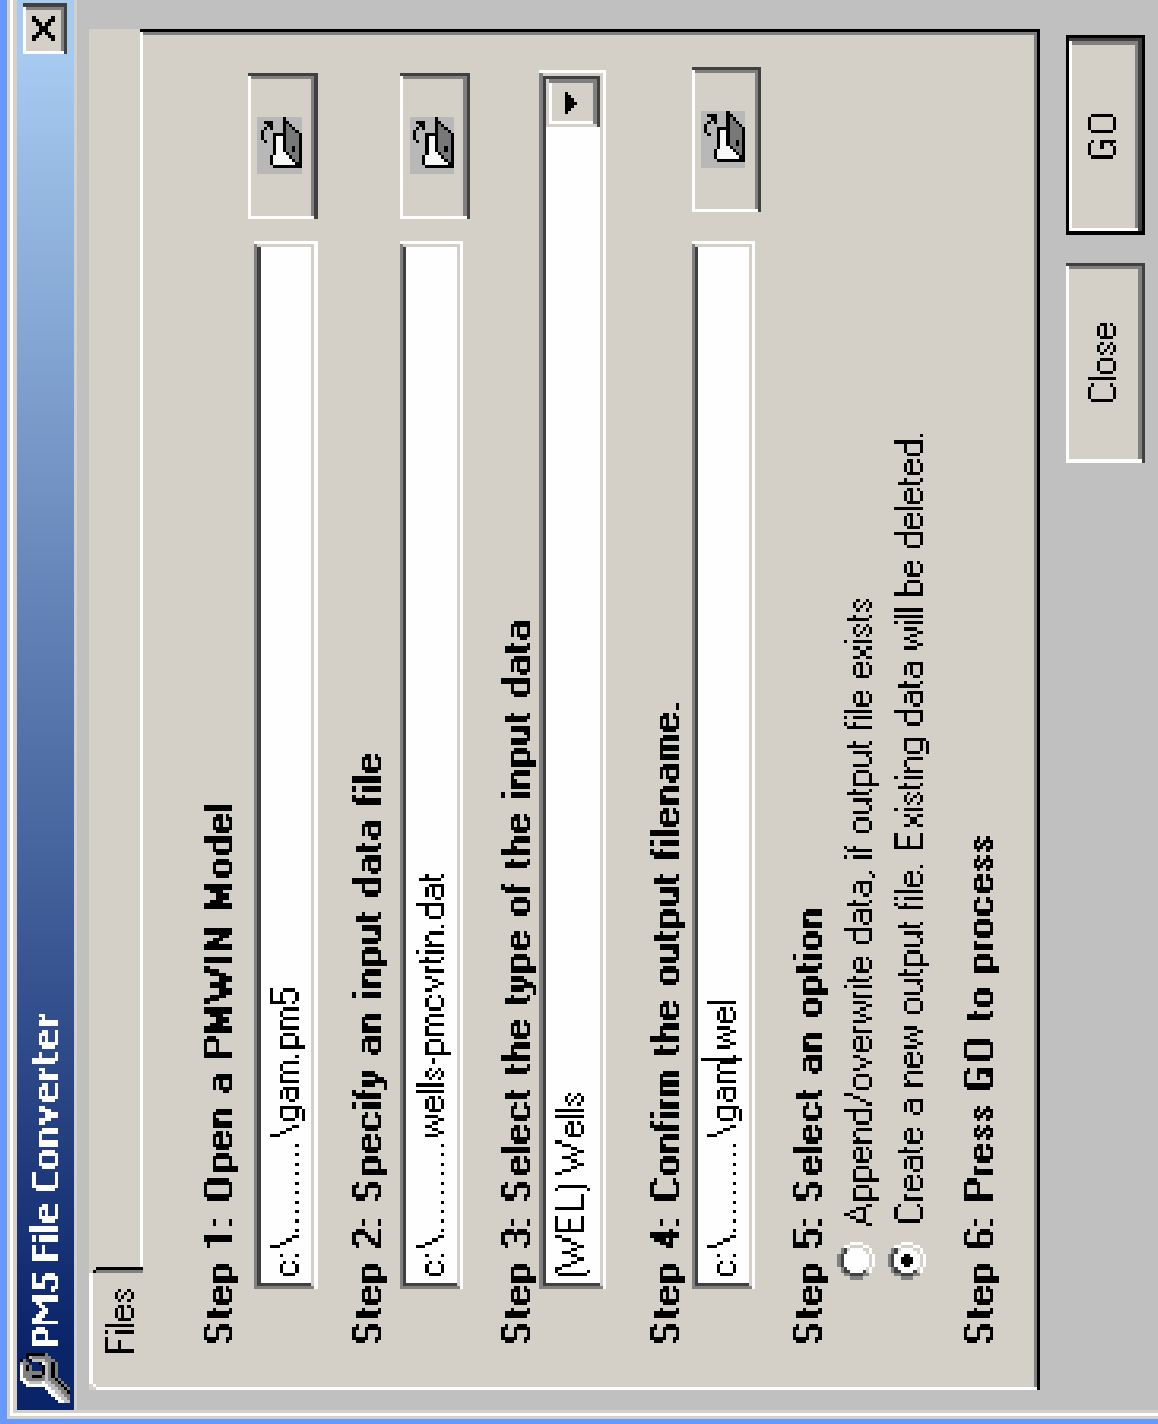 PM5 File Converter
Files
Step 1: Open a PMWIN Model
c:\..........\gam.pm5
Step 2: Specify an input data file
c:\.........wells-pmcvrtin.dat
Step 3: Select the type of the input data
(WEL) Wells
Step 4: Confirm the output filename.
c:\..........\gam.wel
Step 5: Select an option
Append/overwrite data, if output file exists
Create a new output file. Existing data will be deleted.
Step 6: Press GO to process
Close
GO